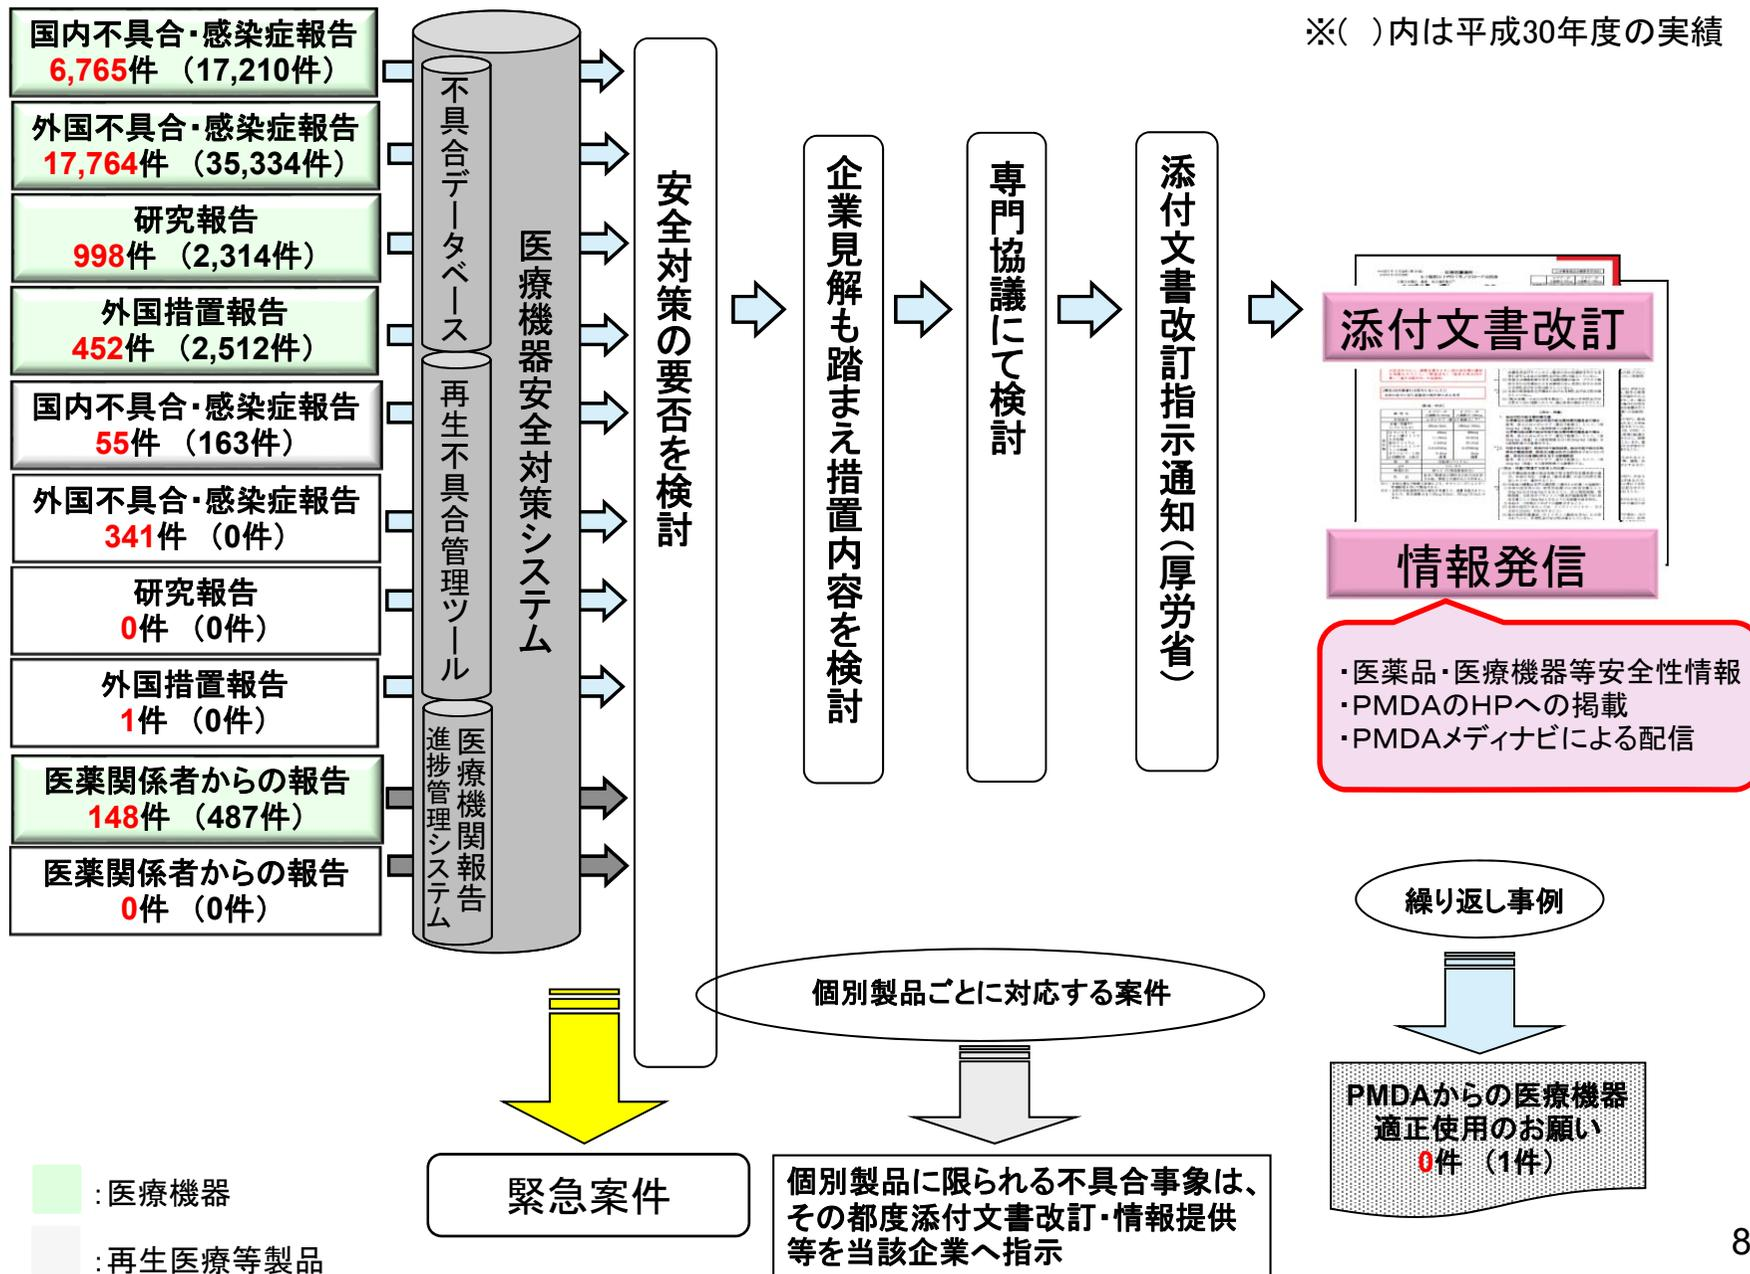 ※(　)内は平成30年度の実績
国内不具合・感染症報告
6,765件 （17,210件）
外国不具合・感染症報告
17,764件 （35,334件）
研究報告
998件 （2,314件）
外国措置報告
452件 （2,512件）
国内不具合・感染症報告
55件 （163件）
外国不具合・感染症報告
341件 （0件）
研究報告
0件 （0件）
外国措置報告
1件 （0件）
医薬関係者からの報告
148件 （487件）
医薬関係者からの報告
0件 （0件）
不具合データベース
再生不具合管理ツール
医療機関報告
進捗管理システム
医療機器安全対策システム
安全対策の要否を検討
企業見解も踏まえ措置内容を検討
専門協議にて検討
添付文書改訂指示通知（厚労省）
添付文書改訂
情報発信
・医薬品・医療機器等安全性情報
・PMDAのHPへの掲載
・PMDAメディナビによる配信
繰り返し事例
個別製品ごとに対応する案件
PMDAからの医療機器
適正使用のお願い
0件 （1件）
緊急案件
個別製品に限られる不具合事象は、
その都度添付文書改訂・情報提供
等を当該企業へ指示
：医療機器
：再生医療等製品
8